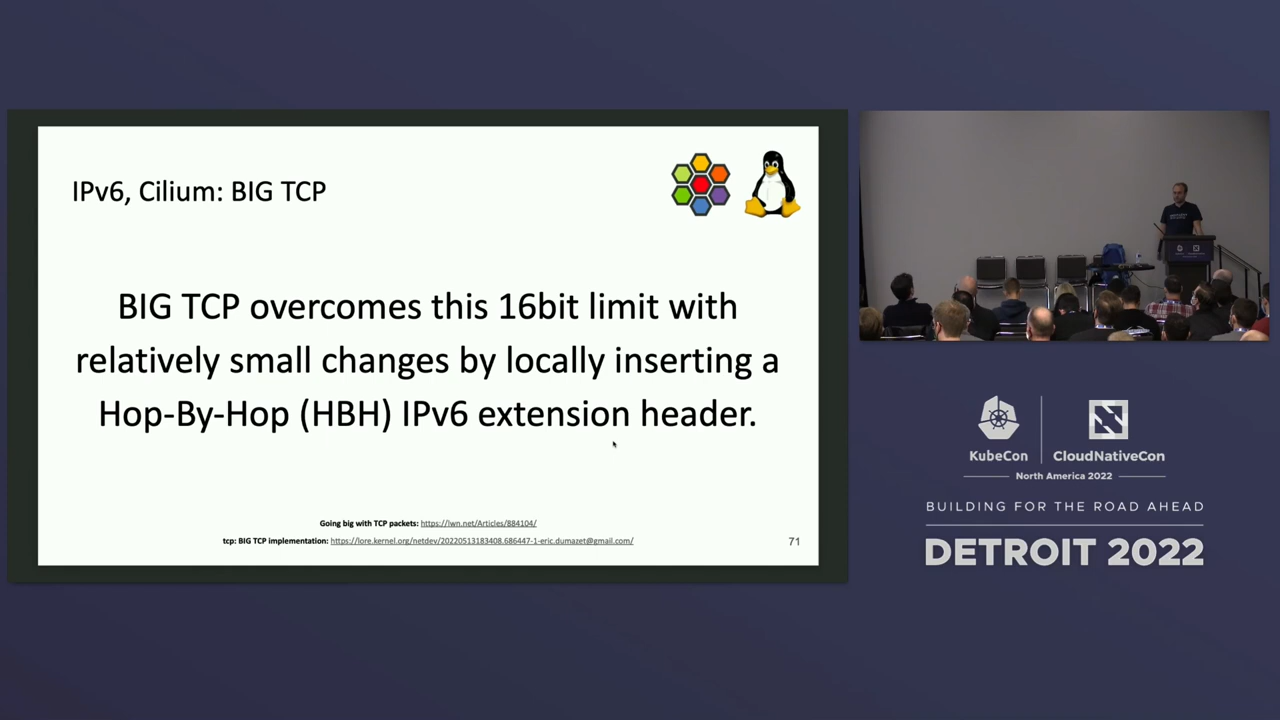 IPv6, Cilium: BIG TCP
BIG TCP overcomes this 16bit limit with
relatively small changes by locally inserting a
Hop-By-Hop (HBH) IPv6 extension header.
Going big with TCP packets: https://lwn.net/Articles/884104/
tcp: BIG TCP implementation: https://lore.kernel.org/netdev/20220513183408.686447-1-eric.dumazet@gmail.com/
71
KubeCon
CloudNativeCon
North America 2022
BUILDING FOR THE ROAD AHEAD
DETROIT 2022